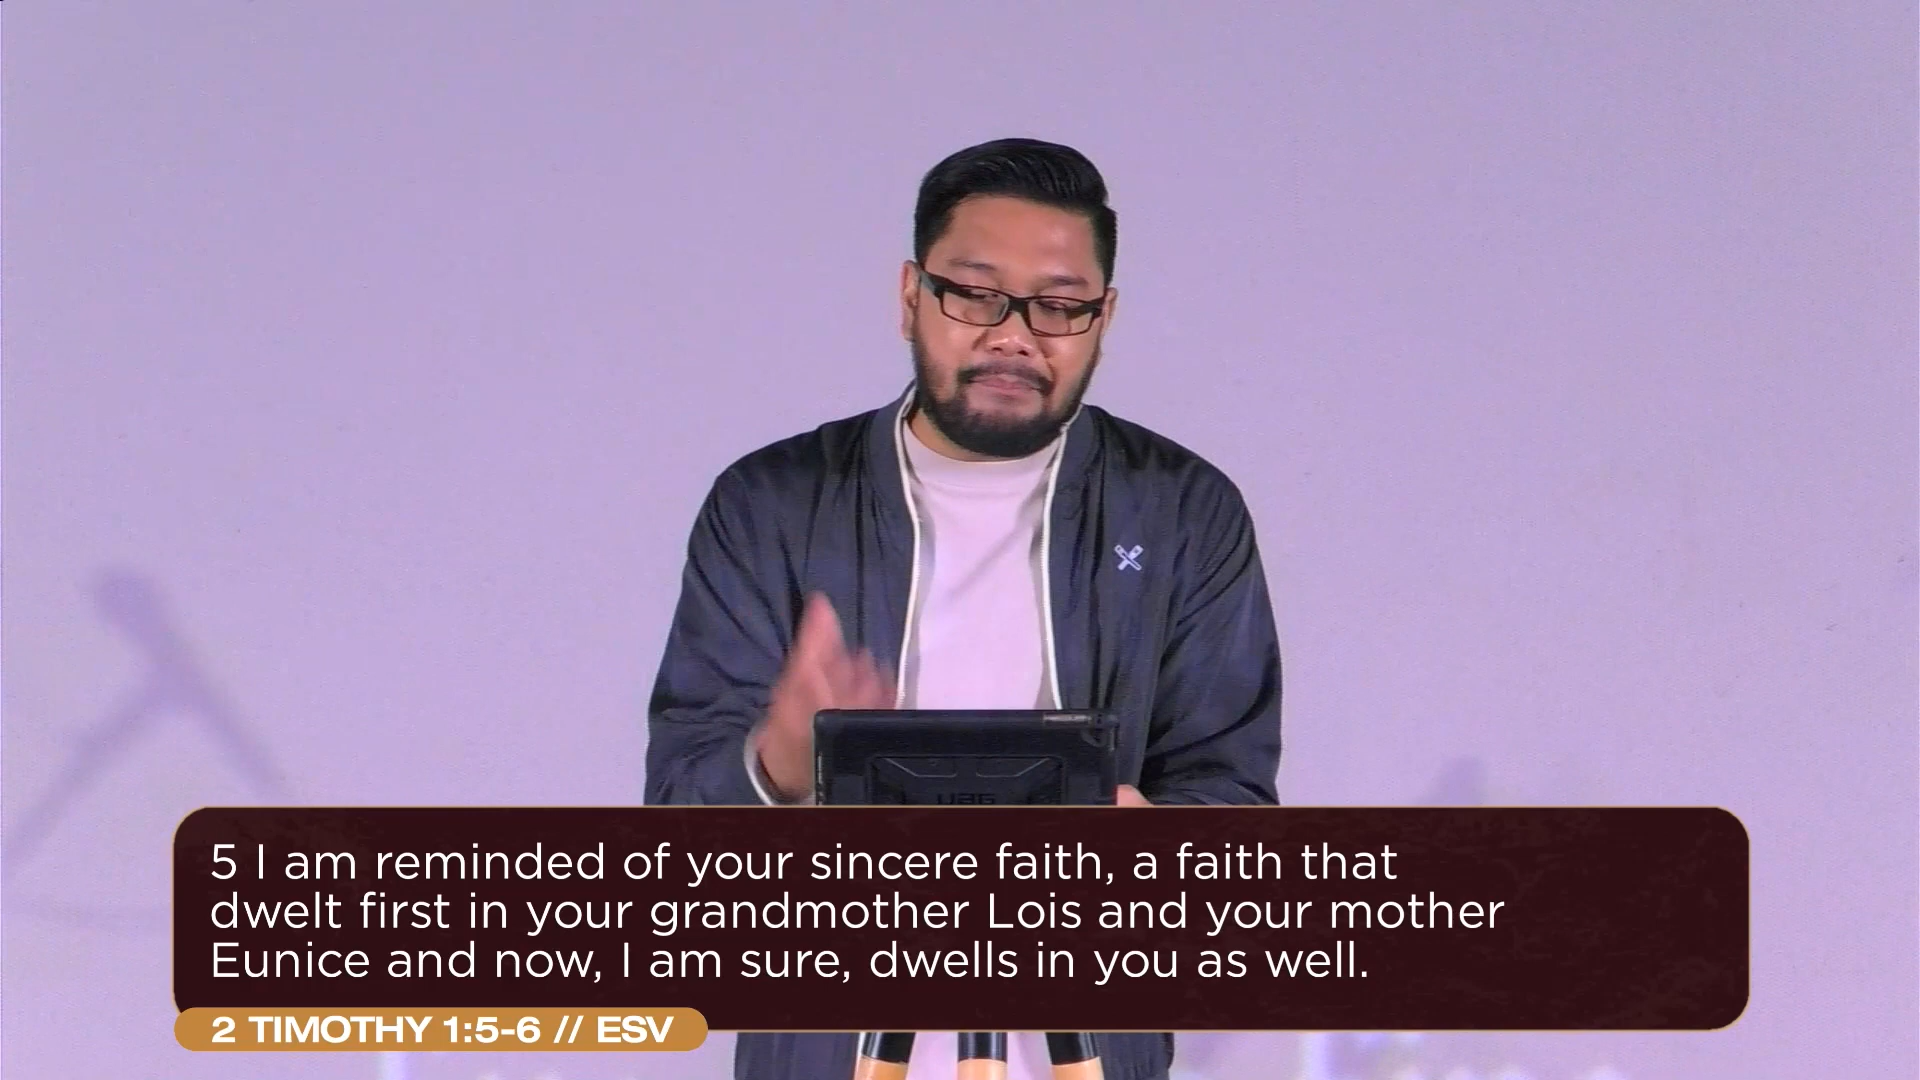 UAG
5 I am reminded of your sincere faith, a faith that
dwelt first in your grandmother Lois and your mother
Eunice and now, I am sure, dwells in you as well.
2 TIMOTHY 1:5-6 // ESV